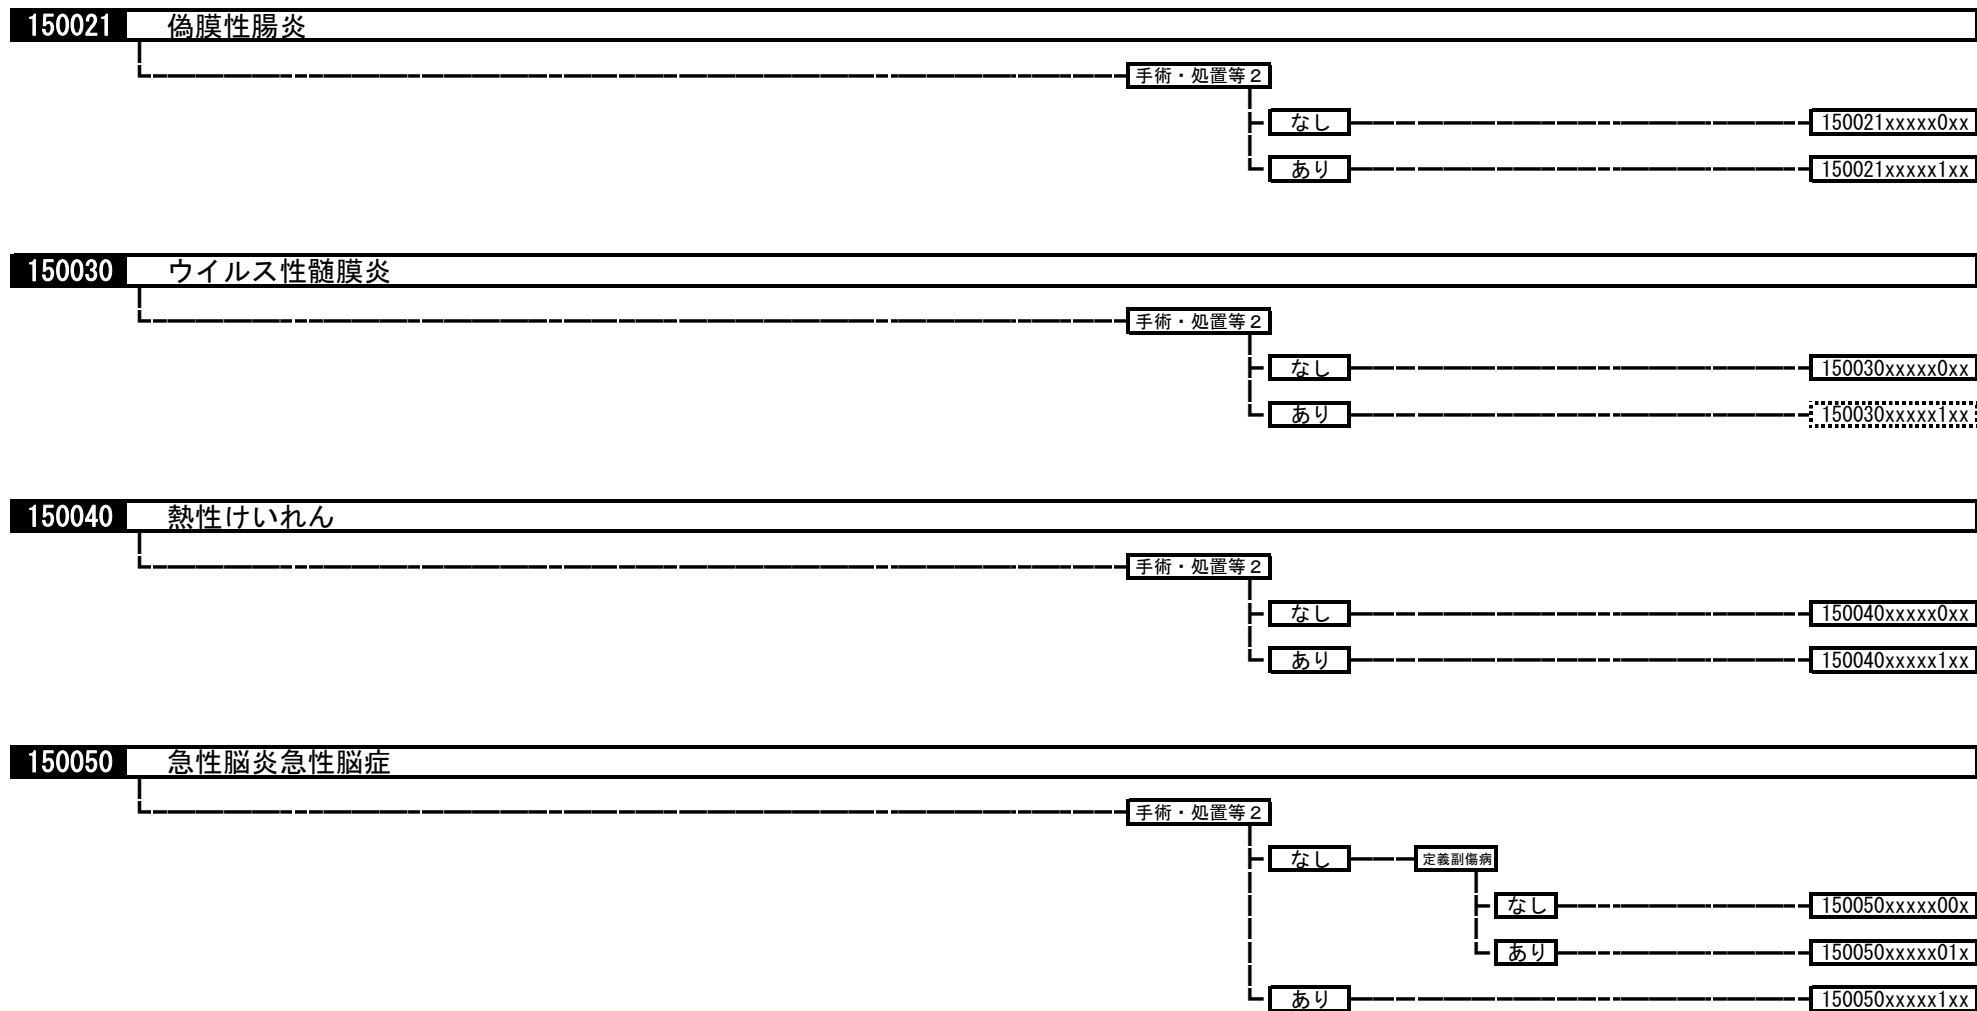 150021 偽膜性腸炎
手術・処置等２
なし 150021xxxxx0xx
あり 150021xxxxx1xx
150030 ウイルス性髄膜炎
手術・処置等２
なし 150030xxxxx0xx
あり 150030xxxxx1xx
150040 熱性けいれん
手術・処置等２
なし 150040xxxxx0xx
あり 150040xxxxx1xx
150050 急性脳炎急性脳症
手術・処置等２
なし 定義副傷病
なし 150050xxxxx00x
あり 150050xxxxx01x
あり 150050xxxxx1xx